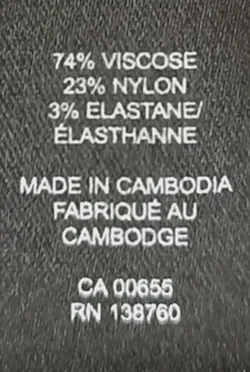 74% VISCOSE
23% NYLON
3% ELASTANE/
ÉLASTHANNE
MADE IN CAMBODIA
FABRIQUÉ AU
CAMBODGE
CA 00655
RN 138760